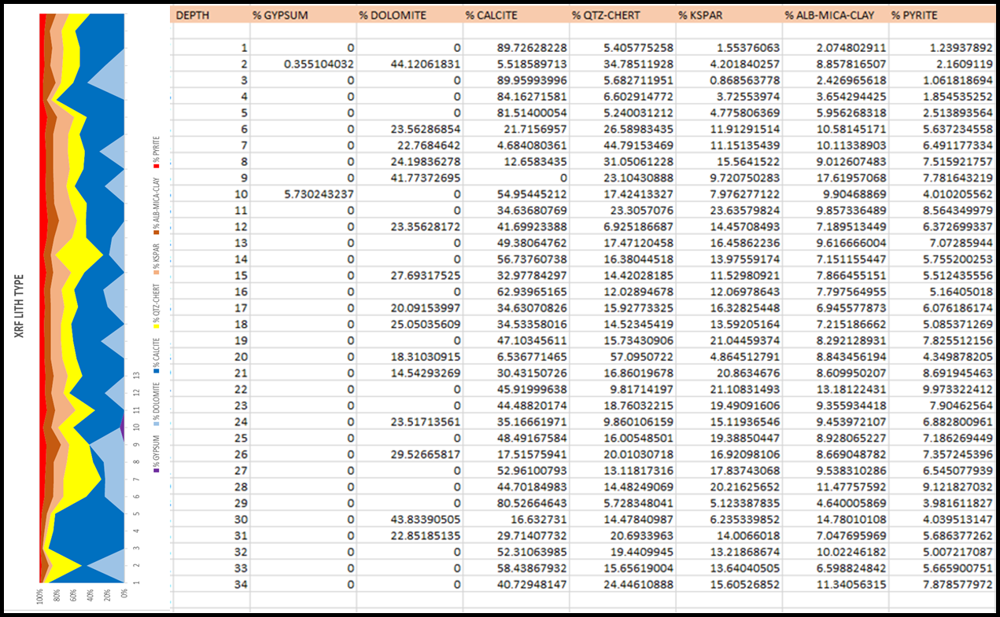 XRF LITH TYPE
100%
80%
60%
40%
20%
0%
1
2
3
4
5
6
7
8
9
10
11
12
13
% GYPSUM
% DOLOMITE
% CALCITE
% QTZ-CHERT
% KSPAR
% ALB-MICA-CLAY
% PYRITE
DEPTH % GYPSUM % DOLOMITE % CALCITE % QTZ-CHERT % KSPAR % ALB-MICA-CLAY % PYRITE
1 0 0 89.72628228 5.405775258 1.55376063 2.074802911 1.23937892
2 0.355104032 44.12061831 5.518589713 34.78511928 4.201840257 8.857816507 2.1609119
3 0 0 89.95993996 5.682711951 0.868563778 2.426965618 1.061818694
4 0 0 84.16271581 6.602914772 3.72553974 3.654294425 1.854535252
5 0 0 81.51400054 5.240031212 4.775806369 5.956268318 2.513893564
6 0 23.56286854 21.7156957 26.58983435 11.91291514 10.58145171 5.637234558
7 0 22.7684642 4.684080361 44.79153469 11.15135439 10.11338903 6.491177334
8 0 24.19836278 12.6583435 31.05061228 15.5641522 9.012607483 7.515921757
9 0 41.77372695 0 23.10430888 9.720750283 17.61957068 7.781643219
10 5.730243237 0 54.95445212 17.42413327 7.976277122 9.90468869 4.010205562
11 0 0 34.63680769 23.3057076 23.63579824 9.857336489 8.564349979
12 0 23.35628172 41.69923388 6.925186687 14.45708493 7.189513449 6.372699337
13 0 0 49.38064762 17.47120458 16.45862236 9.616666004 7.07285944
14 0 0 56.73760738 16.38044518 13.97559174 7.151155447 5.755200253
15 0 27.69317525 32.97784297 14.42028185 11.52980921 7.866455151 5.512435556
16 0 0 62.93965165 12.02894678 12.06978643 7.797564955 5.16405018
17 0 20.09153997 34.63070826 15.92773325 16.32825448 6.945577873 6.076186174
18 0 25.05035609 34.53358016 14.52345419 13.59205164 7.215186662 5.085371269
19 0 0 47.10345611 15.73430906 21.04459374 8.292128931 7.825512156
20 0 18.31030915 6.536771465 57.0950722 4.864512791 8.843456194 4.349878205
21 0 14.54293269 30.43150726 16.86019678 20.8634676 8.609950207 8.691945463
22 0 0 45.91999638 9.81714197 21.10831493 13.18122431 9.973322412
23 0 0 44.48820174 18.76032215 19.49091606 9.355934418 7.90462564
24 0 23.51713561 35.16661971 9.860106159 15.11936546 9.453972107 6.882800961
25 0 0 48.49167584 16.00548501 19.38850447 8.928065227 7.186269449
26 0 29.52665817 17.51575941 20.01030718 16.92098106 8.669048782 7.357245396
27 0 0 52.96100793 13.11817316 17.83743068 9.538310286 6.545077939
28 0 0 44.70184983 14.48249069 20.21625652 11.47757592 9.121827032
29 0 0 80.52664643 5.728348041 5.123387835 4.640005869 3.981611827
30 0 43.83390505 16.632731 14.47840987 6.235339852 14.78010108 4.039513147
31 0 22.85185135 29.71407732 20.6933963 14.0066018 7.047695969 5.686377262
32 0 0 52.31063985 19.4409945 13.21868674 10.02246182 5.007217087
33 0 0 58.43867932 15.65619004 13.64040505 6.598824842 5.665900751
34 0 0 40.72948147 24.44610888 15.60526852 11.34056315 7.878577972